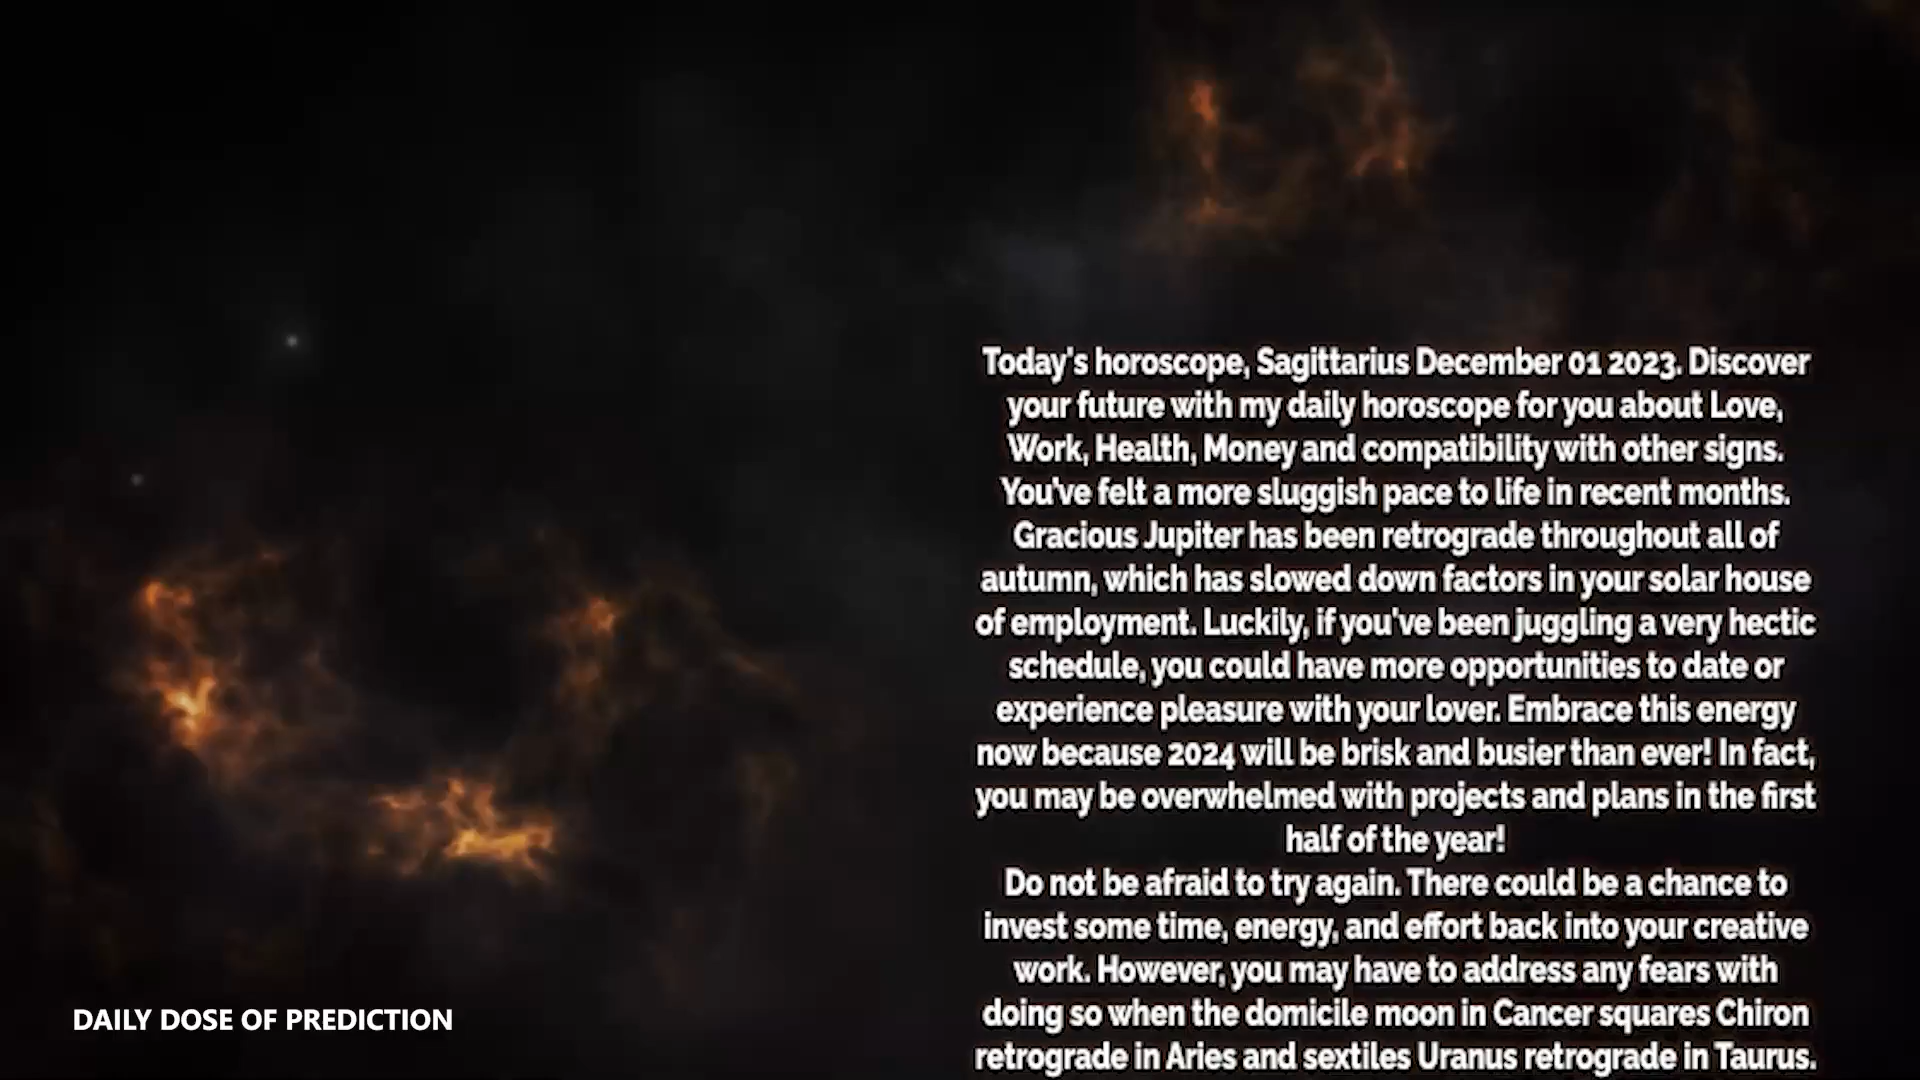 Today's horoscope, Sagittarius December 01 2023. Discover
your future with my daily horoscope for you about Love,
Work, Health, Money and compatibility with other signs.
You've felt a more sluggish pace to life in recent months.
Gracious Jupiter has been retrograde throughout all of
autumn, which has slowed down factors in your solar house
of employment. Luckily, if you've been juggling a very hectic
schedule, you could have more opportunities to date or
experience pleasure with your lover. Embrace this energy
now because 2024 will be brisk and busier than ever! In fact,
you may be overwhelmed with projects and plans in the first
half of the year!
Do not be afraid to try again. There could be a chance to
invest some time, energy, and effort back into your creative
work. However, you may have to address any fears with
doing so when the domicile moon in Cancer squares Chiron
retrograde in Aries and sextiles Uranus retrograde in Taurus.
DAILY DOSE OF PREDICTION